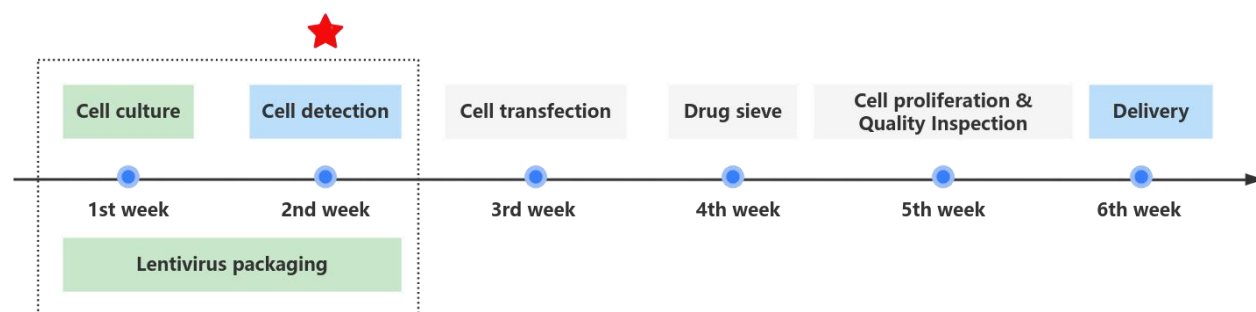 Cell culture
Cell detection
Cell transfection
Drug sieve
Cell proliferation &
Quality Inspection
Delivery
1st week
2nd week
3rd week
4th week
5th week
6th week
Lentivirus packaging